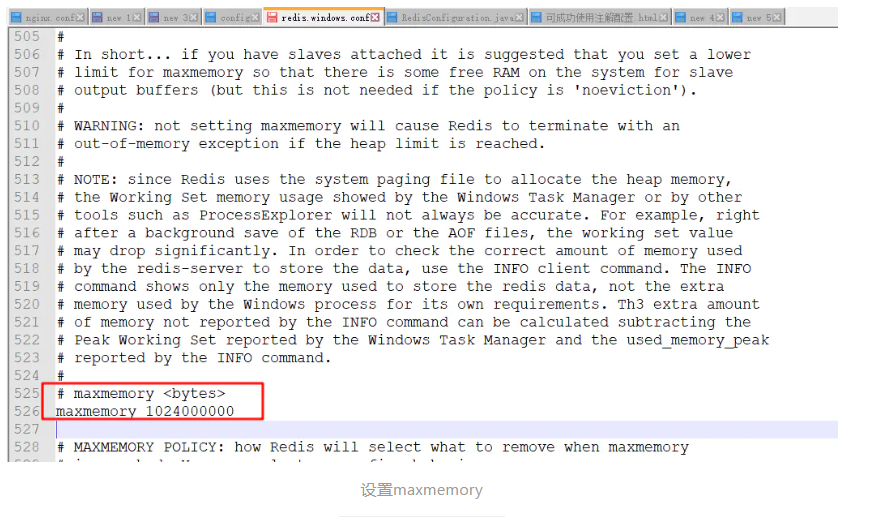 nginx.conf new 1 new 3 config redis.windows.conf RedisConfiguration.java 可成功使用注解配置.html new 4 new 5
505 #
506 # In short... if you have slaves attached it is suggested that you set a lower
507 # limit for maxmemory so that there is some free RAM on the system for slave
508 # output buffers (but this is not needed if the policy is 'noeviction').
509 #
510 # WARNING: not setting maxmemory will cause Redis to terminate with an
511 # out-of-memory exception if the heap limit is reached.
512 #
513 # NOTE: since Redis uses the system paging file to allocate the heap memory,
514 # the Working Set memory usage showed by the Windows Task Manager or by other
515 # tools such as ProcessExplorer will not always be accurate. For example, right
516 # after a background save of the RDB or the AOF files, the working set value
517 # may drop significantly. In order to check the correct amount of memory used
518 # by the redis-server to store the data, use the INFO client command. The INFO
519 # command shows only the memory used to store the redis data, not the extra
520 # memory used by the Windows process for its own requirements. Th3 extra amount
521 # of memory not reported by the INFO command can be calculated subtracting the
522 # Peak Working Set reported by the Windows Task Manager and the used_memory_peak
523 # reported by the INFO command.
524 #
525 # maxmemory <bytes>
526 maxmemory 1024000000
527
528 # MAXMEMORY POLICY: how Redis will select what to remove when maxmemory
设置maxmemory